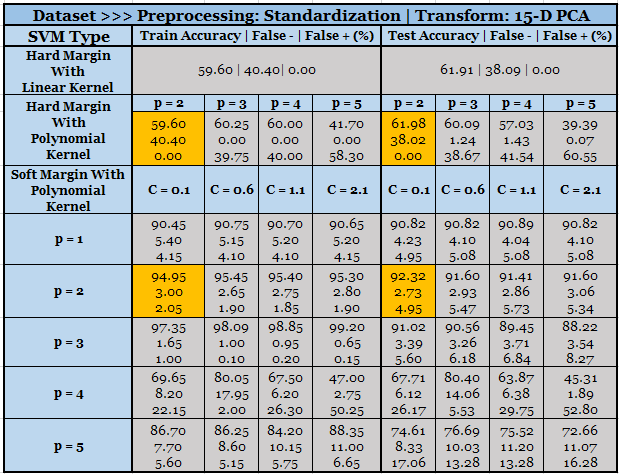 Dataset >>> Preprocessing: Standardization | Transform: 15-D PCA
SVM Type Train Accuracy | False - | False + (%) Test Accuracy | False - | False + (%)
Hard Margin
With
Linear Kernel
59.60 | 40.40 | 0.00 61.91 | 38.09 | 0.00
Hard Margin
With
Polynomial
Kernel
p = 2 p = 3 p = 4 p = 5 p = 2 p = 3 p = 4 p = 5
59.60 60.25 60.00 41.70 61.98 60.09 57.03 39.39
40.40 0.00 0.00 0.00 38.02 1.24 1.43 0.07
0.00 39.75 40.00 58.30 0.00 38.67 41.54 60.55
Soft Margin With
Polynomial
Kernel
C = 0.1 C = 0.6 C = 1.1 C = 2.1 C = 0.1 C = 0.6 C = 1.1 C = 2.1
p = 1
90.45 90.75 90.70 90.65 90.82 90.82 90.89 90.82
5.40 5.15 5.20 5.20 4.23 4.10 4.04 4.10
4.15 4.10 4.10 4.15 4.95 5.08 5.08 5.08
p = 2
94.95 95.45 95.40 95.30 92.32 91.60 91.41 91.60
3.00 2.65 2.75 2.80 2.73 2.93 2.86 3.06
2.05 1.90 1.85 1.90 4.95 5.47 5.73 5.34
p = 3
97.35 98.09 98.85 99.20 91.02 90.56 89.45 88.22
1.65 1.00 0.95 0.65 3.39 3.26 3.71 3.54
1.00 0.10 0.20 0.15 5.60 6.18 6.84 8.27
p = 4
69.65 80.05 67.50 47.00 67.71 80.40 63.87 45.31
8.20 17.95 6.20 2.75 6.12 14.06 6.38 1.89
22.15 2.00 26.30 50.25 26.17 5.53 29.75 52.80
p = 5
86.70 86.25 84.20 88.35 74.61 76.69 75.52 72.66
7.70 8.60 10.15 11.00 8.33 10.03 11.20 11.07
5.60 5.15 5.75 6.65 17.06 13.28 13.28 16.28